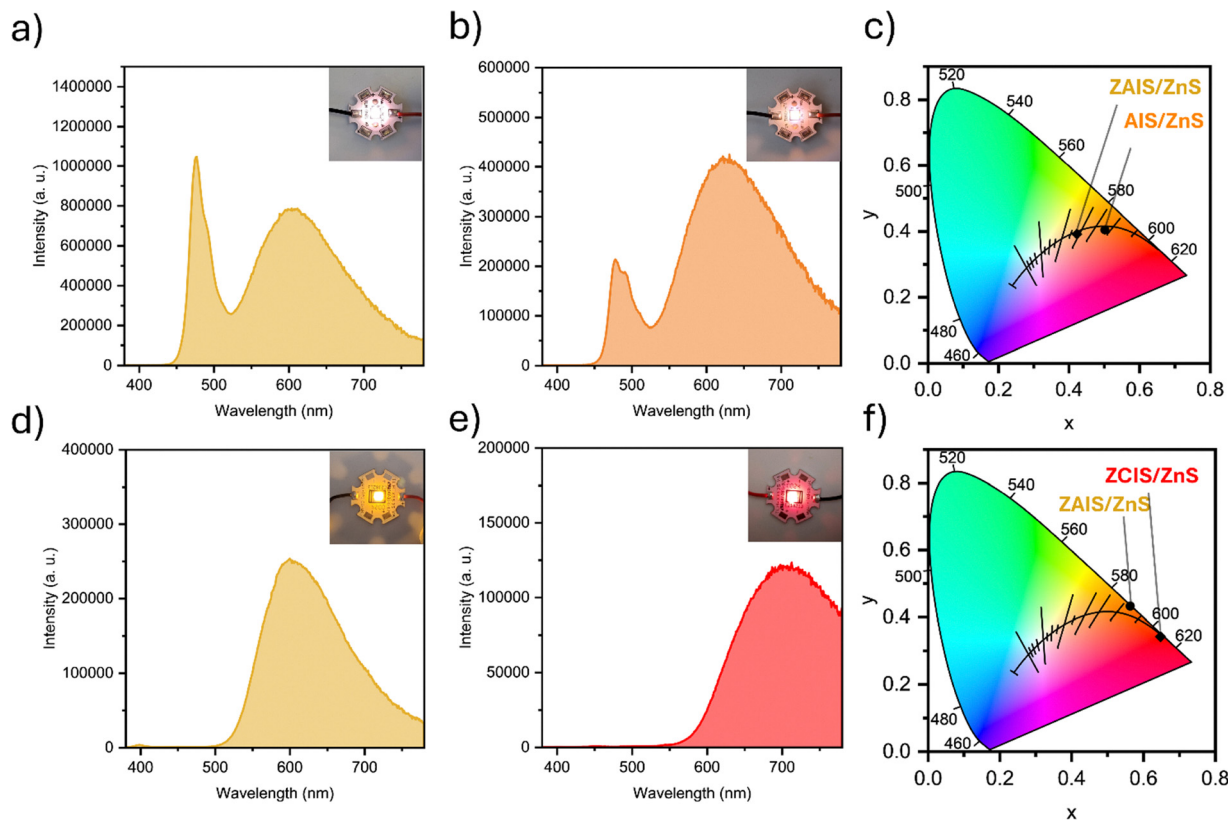 a)
1400000
1200000
1000000
800000
600000
400000
200000
0
Intensity (a. u.)
400 500 600 700
Wavelength (nm)
b)
600000
500000
400000
300000
200000
100000
0
Intensity (a. u.)
400 500 600 700
Wavelength (nm)
c)
0.8
0.6
0.4
0.2
0.0
y
520
540
560
580
600
620
500
480
460
ZAIS/ZnS
AIS/ZnS
0.0 0.2 0.4 0.6 0.8
x
d)
400000
300000
200000
100000
0
Intensity (a. u.)
400 500 600 700
Wavelength (nm)
e)
200000
150000
100000
50000
0
Intensity (a. u.)
400 500 600 700
Wavelength (nm)
f)
0.8
0.6
0.4
0.2
0.0
y
520
540
560
580
600
620
500
480
460
ZCIS/ZnS
ZAIS/ZnS
0.0 0.2 0.4 0.6 0.8
x